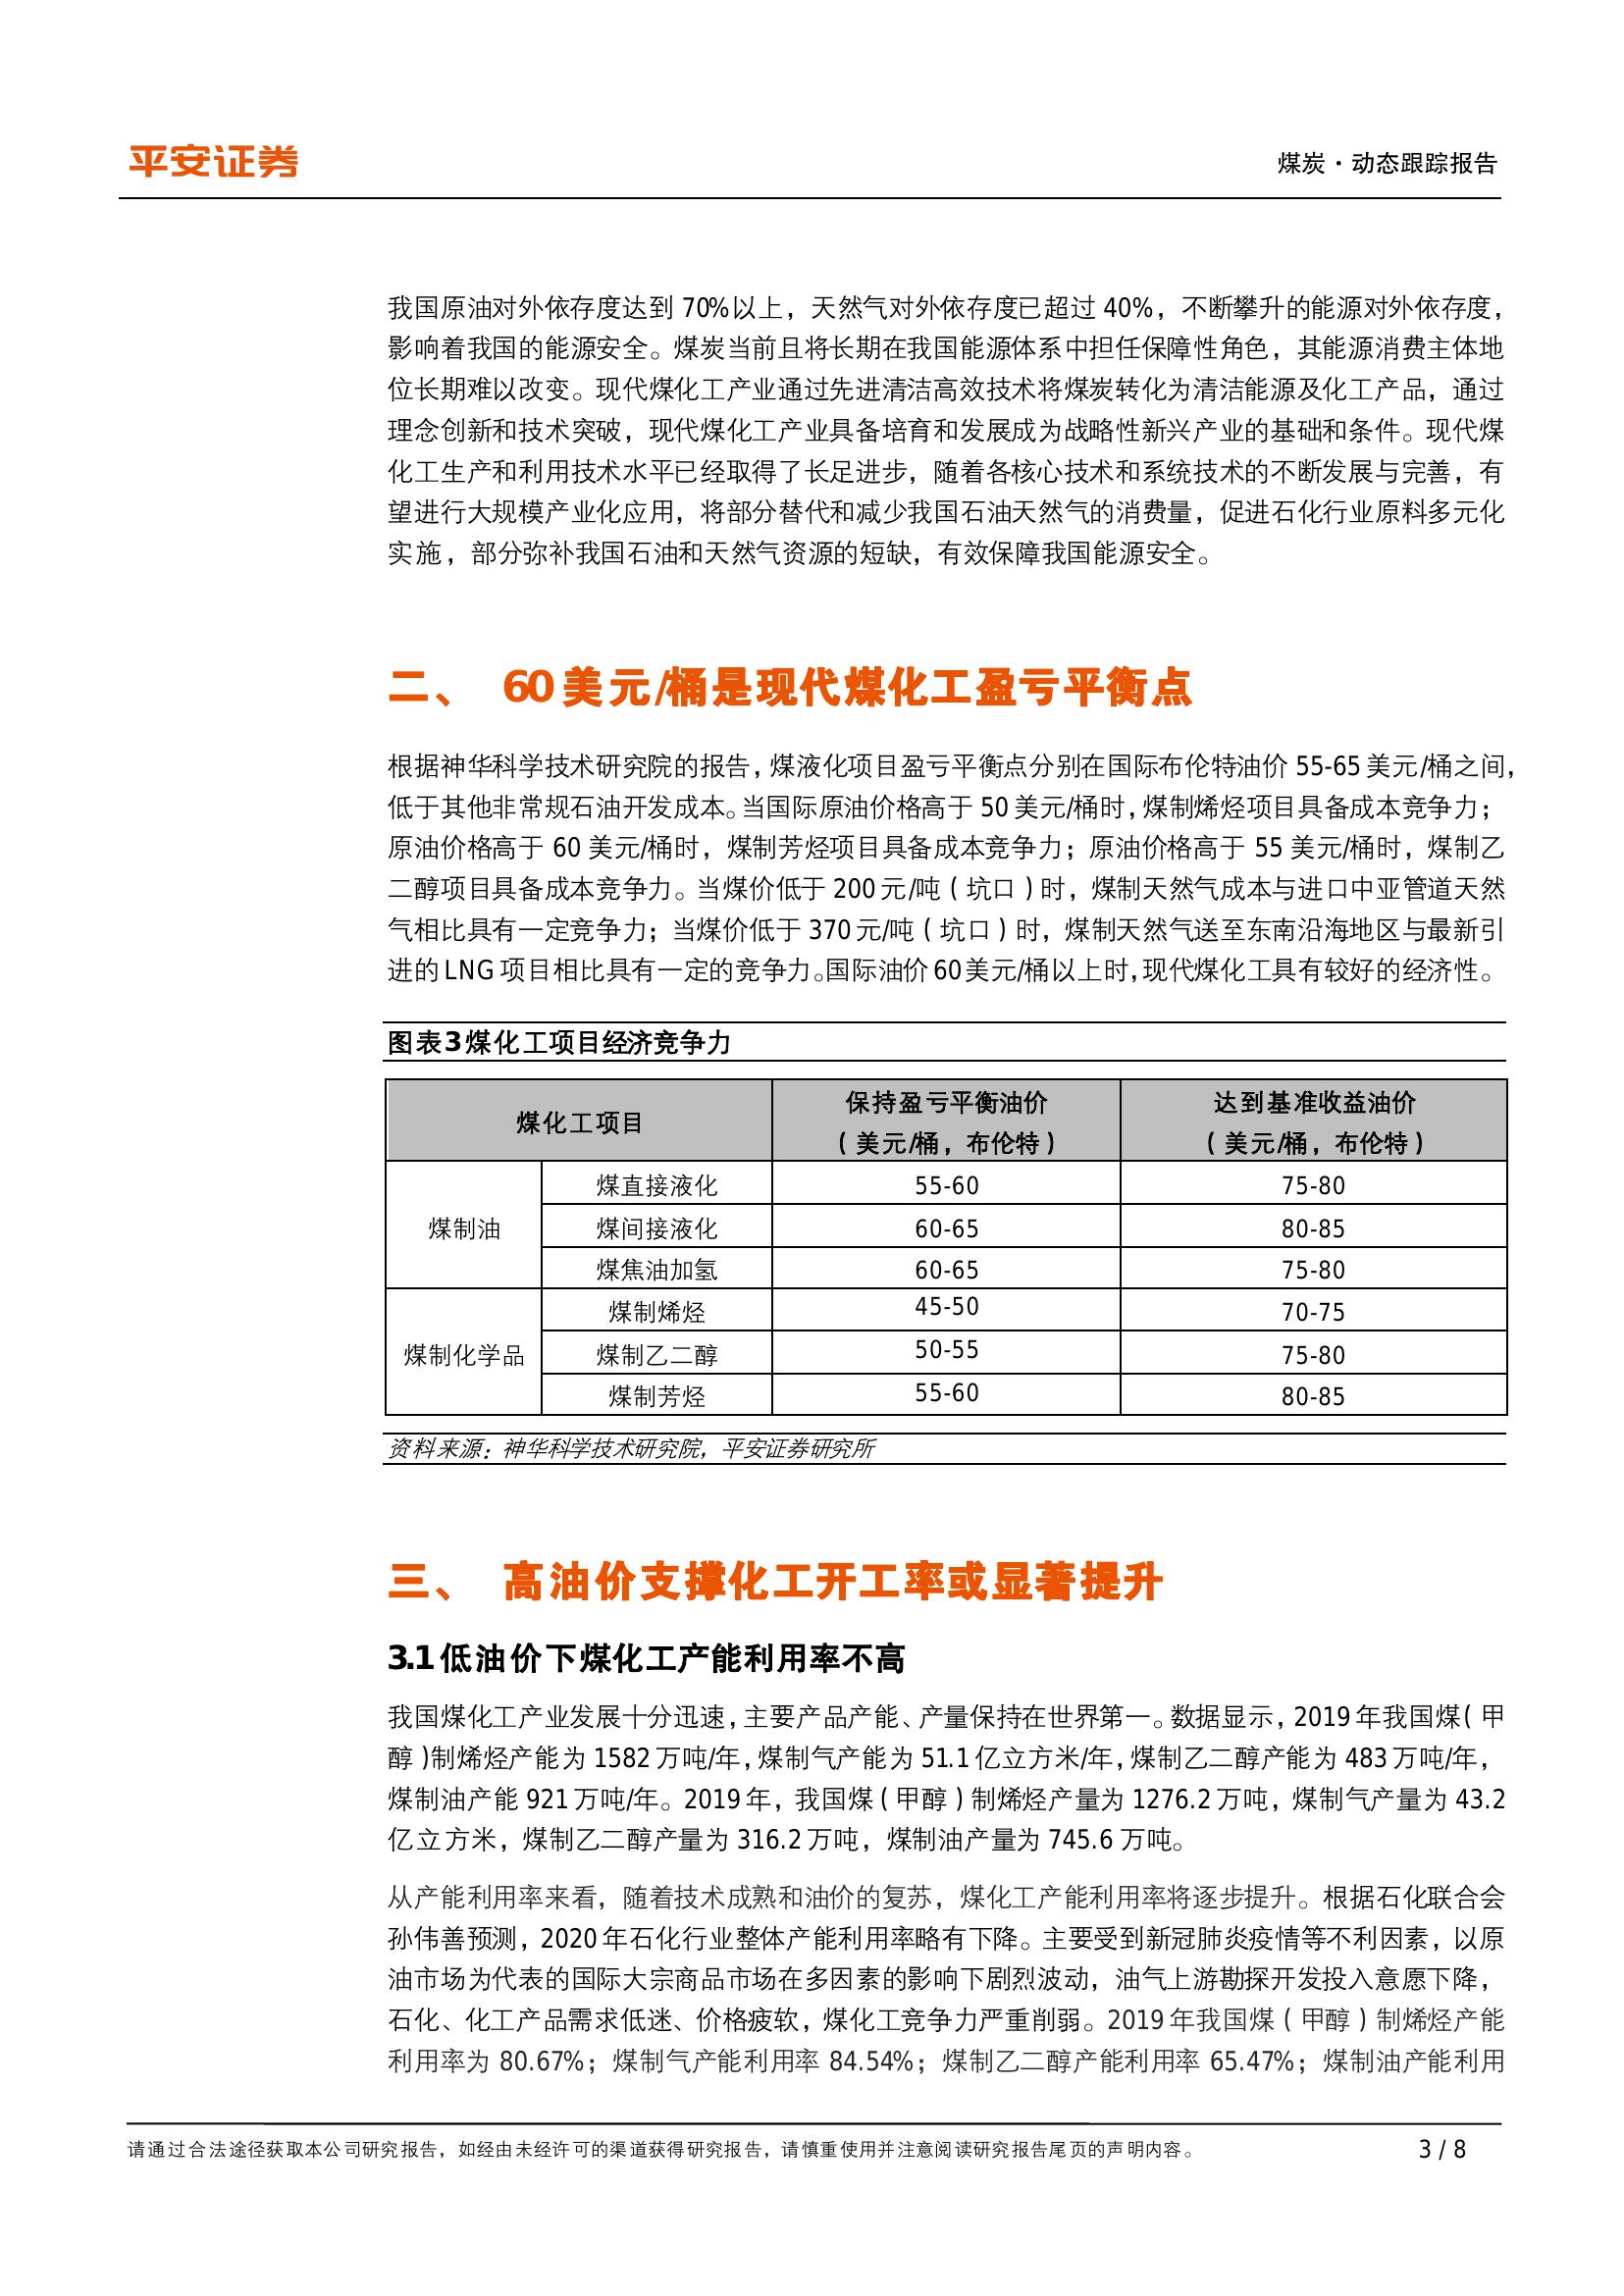 平安证券
煤炭·动态跟踪报告
我国原油对外依存度达到 70%以上，天然气对外依存度已超过 40%，不断攀升的能源对外依存度，
影响着我国的能源安全。煤炭当前且将长期在我国能源体系中担任保障性角色，其能源消费主体地
位长期难以改变。现代煤化工产业通过先进清洁高效技术将煤炭转化为清洁能源及化工产品，通过
理念创新和技术突破，现代煤化工产业具备培育和发展成为战略性新兴产业的基础和条件。现代煤
化工生产和利用技术水平已经取得了长足进步，随着各核心技术和系统技术的不断发展与完善，有
望进行大规模产业化应用，将部分替代和减少我国石油天然气的消费量，促进石化行业原料多元化
实施，部分弥补我国石油和天然气资源的短缺，有效保障我国能源安全。
二、 60 美元/桶是现代煤化工盈亏平衡点
根据神华科学技术研究院的报告，煤液化项目盈亏平衡点分别在国际布伦特油价 55-65 美元/桶之间，
低于其他非常规石油开发成本。当国际原油价格高于 50 美元/桶时，煤制烯烃项目具备成本竞争力；
原油价格高于 60 美元/桶时，煤制芳烃项目具备成本竞争力；原油价格高于 55 美元/桶时，煤制乙
二醇项目具备成本竞争力。当煤价低于 200 元/吨（坑口）时，煤制天然气成本与进口中亚管道天然
气相比具有一定竞争力；当煤价低于 370 元/吨（坑口）时，煤制天然气送至东南沿海地区与最新引
进的 LNG 项目相比具有一定的竞争力。国际油价 60 美元/桶以上时，现代煤化工具有较好的经济性。
图表3 煤化工项目经济竞争力
煤化工项目 保持盈亏平衡油价 达到基准收益油价
（美元/桶，布伦特） （美元/桶，布伦特）
煤制油 煤直接液化 55-60 75-80
煤间接液化 60-65 80-85
煤焦油加氢 60-65 75-80
煤制化学品 煤制烯烃 45-50 70-75
煤制乙二醇 50-55 75-80
煤制芳烃 55-60 80-85
资料来源：神华科学技术研究院，平安证券研究所
三、 高油价支撑化工开工率或显著提升
3.1 低油价下煤化工产能利用率不高
我国煤化工产业发展十分迅速，主要产品产能、产量保持在世界第一。数据显示，2019 年我国煤（甲
醇）制烯烃产能为 1582 万吨/年，煤制气产能为 51.1 亿立方米/年，煤制乙二醇产能为 483 万吨/年，
煤制油产能 921 万吨/年。2019 年，我国煤（甲醇）制烯烃产量为 1276.2 万吨，煤制气产量为 43.2
亿立方米，煤制乙二醇产量为 316.2 万吨，煤制油产量为 745.6 万吨。
从产能利用率来看，随着技术成熟和油价的复苏，煤化工产能利用率将逐步提升。根据石化联合会
孙伟善预测，2020 年石化行业整体产能利用率略有下降。主要受到新冠肺炎疫情等不利因素，以原
油市场为代表的国际大宗商品市场在多因素的影响下剧烈波动，油气上游勘探开发投入意愿下降，
石化、化工产品需求低迷、价格疲软，煤化工竞争力严重削弱。2019 年我国煤（甲醇）制烯烃产能
利用率为 80.67%；煤制气产能利用率 84.54%；煤制乙二醇产能利用率 65.47%；煤制油产能利用
请通过合法途径获取本公司研究报告，如经由未经许可的渠道获得研究报告，请慎重使用并注意阅读研究报告尾页的声明内容。 3 / 8